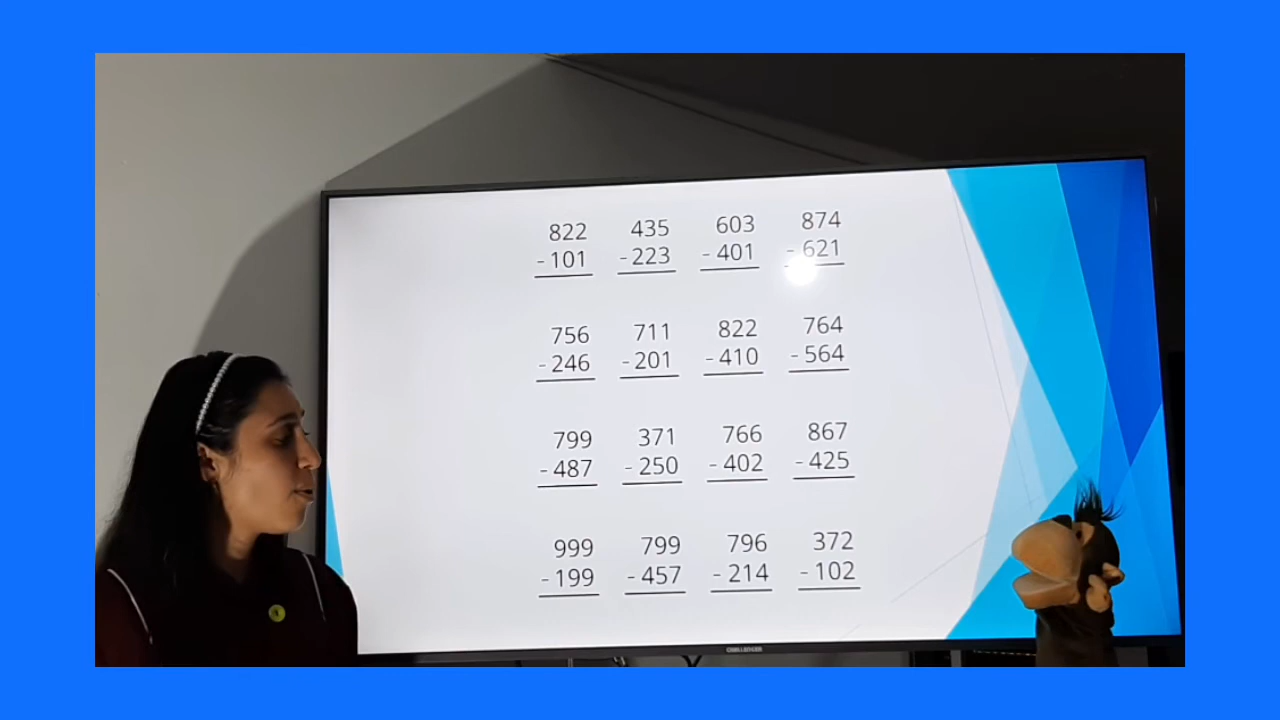 822 435 603 874
- 101 - 223 - 401 - 621
756 711 822 764
- 246 - 201 - 410 - 564
799 371 766 867
- 487 - 250 - 402 - 425
999 799 796 372
- 199 - 457 - 214 - 102
CHALLENGER